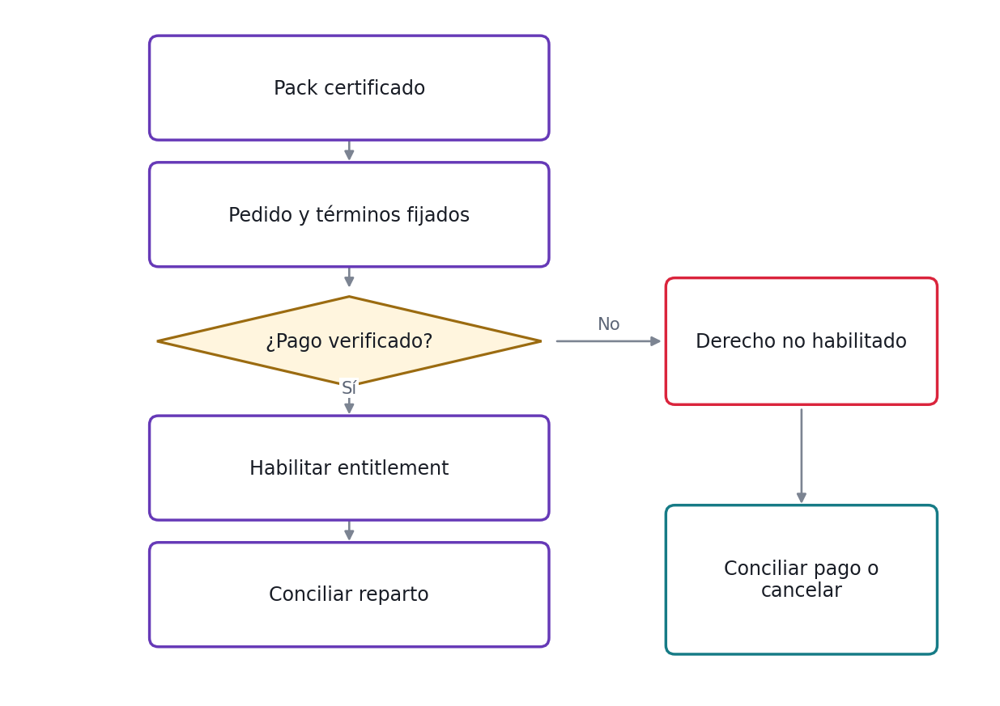 Pack certificado
Pedido y términos fijados
¿Pago verificado?
No
Derecho no habilitado
Sí
Habilitar entitlement
Conciliar reparto
Conciliar pago o
cancelar